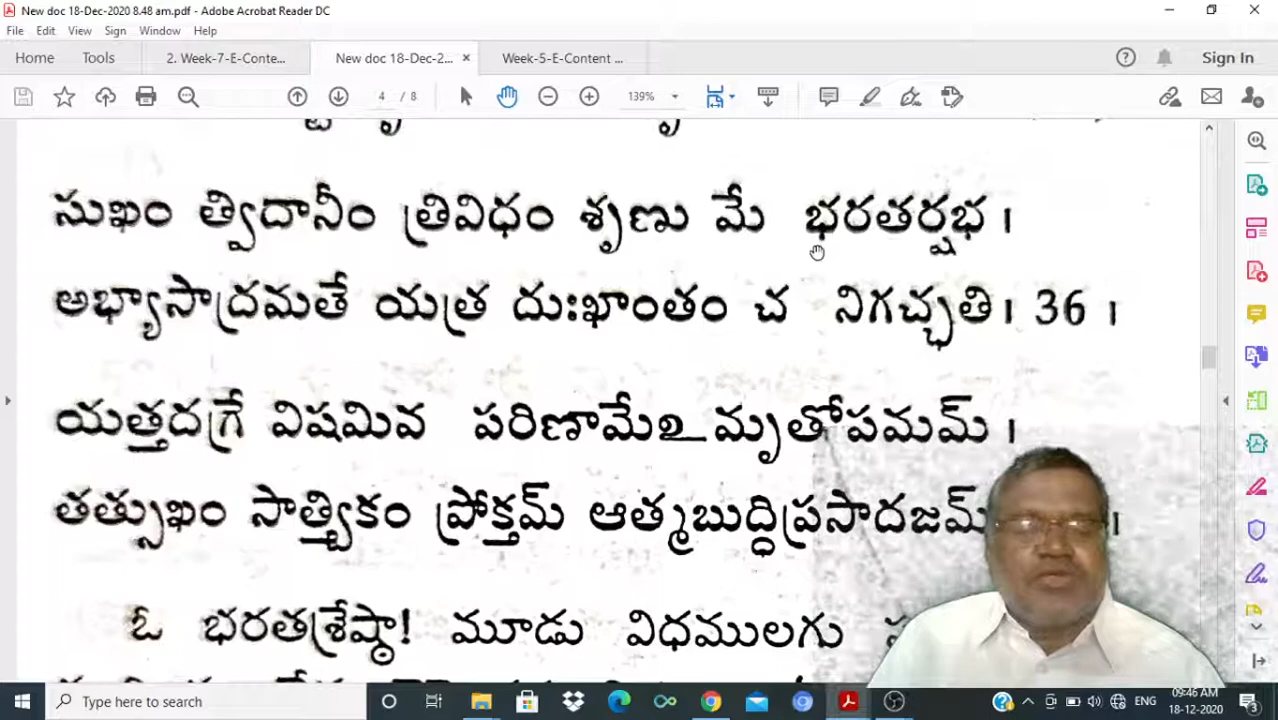 New doc 18-Dec-2020 8.48 am.pdf - Adobe Acrobat Reader DC
File Edit View Sign Window Help
Home Tools 2. Week-7-E-Conte... New doc 18-Dec-2... × Week-5-E-Content ... Sign In
4 / 8 139%
సుఖం త్విదానీం త్రివిధం శృణు మే భరతర్షభ ।
అభ్యాసాద్రమతే యత్ర దుఃఖాంతం చ నిగచ్ఛతి। 36 ।
యత్తదగ్రే విషమివ పరిణామేఽమృతోపమమ్ ।
తత్సుఖం సాత్త్వికం ప్రోక్తమ్ ఆత్మబుద్ధిప్రసాదజమ్ ।
ఓ భరతశ్రేష్ఠా! మూడు విధములగు
Type here to search ENG 09:46 AM
18-12-2020